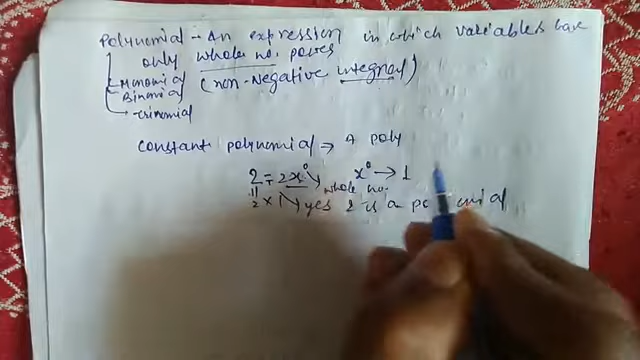 Polynomial - An expression in which variables have
only whole no. powers
Monomial (non-Negative integral)
Binomial
Trinomial
constant polynomial ⇒ A poly
2 = 2x⁰ x⁰ → 1
whole no.
2 × 1 yes 2 is a